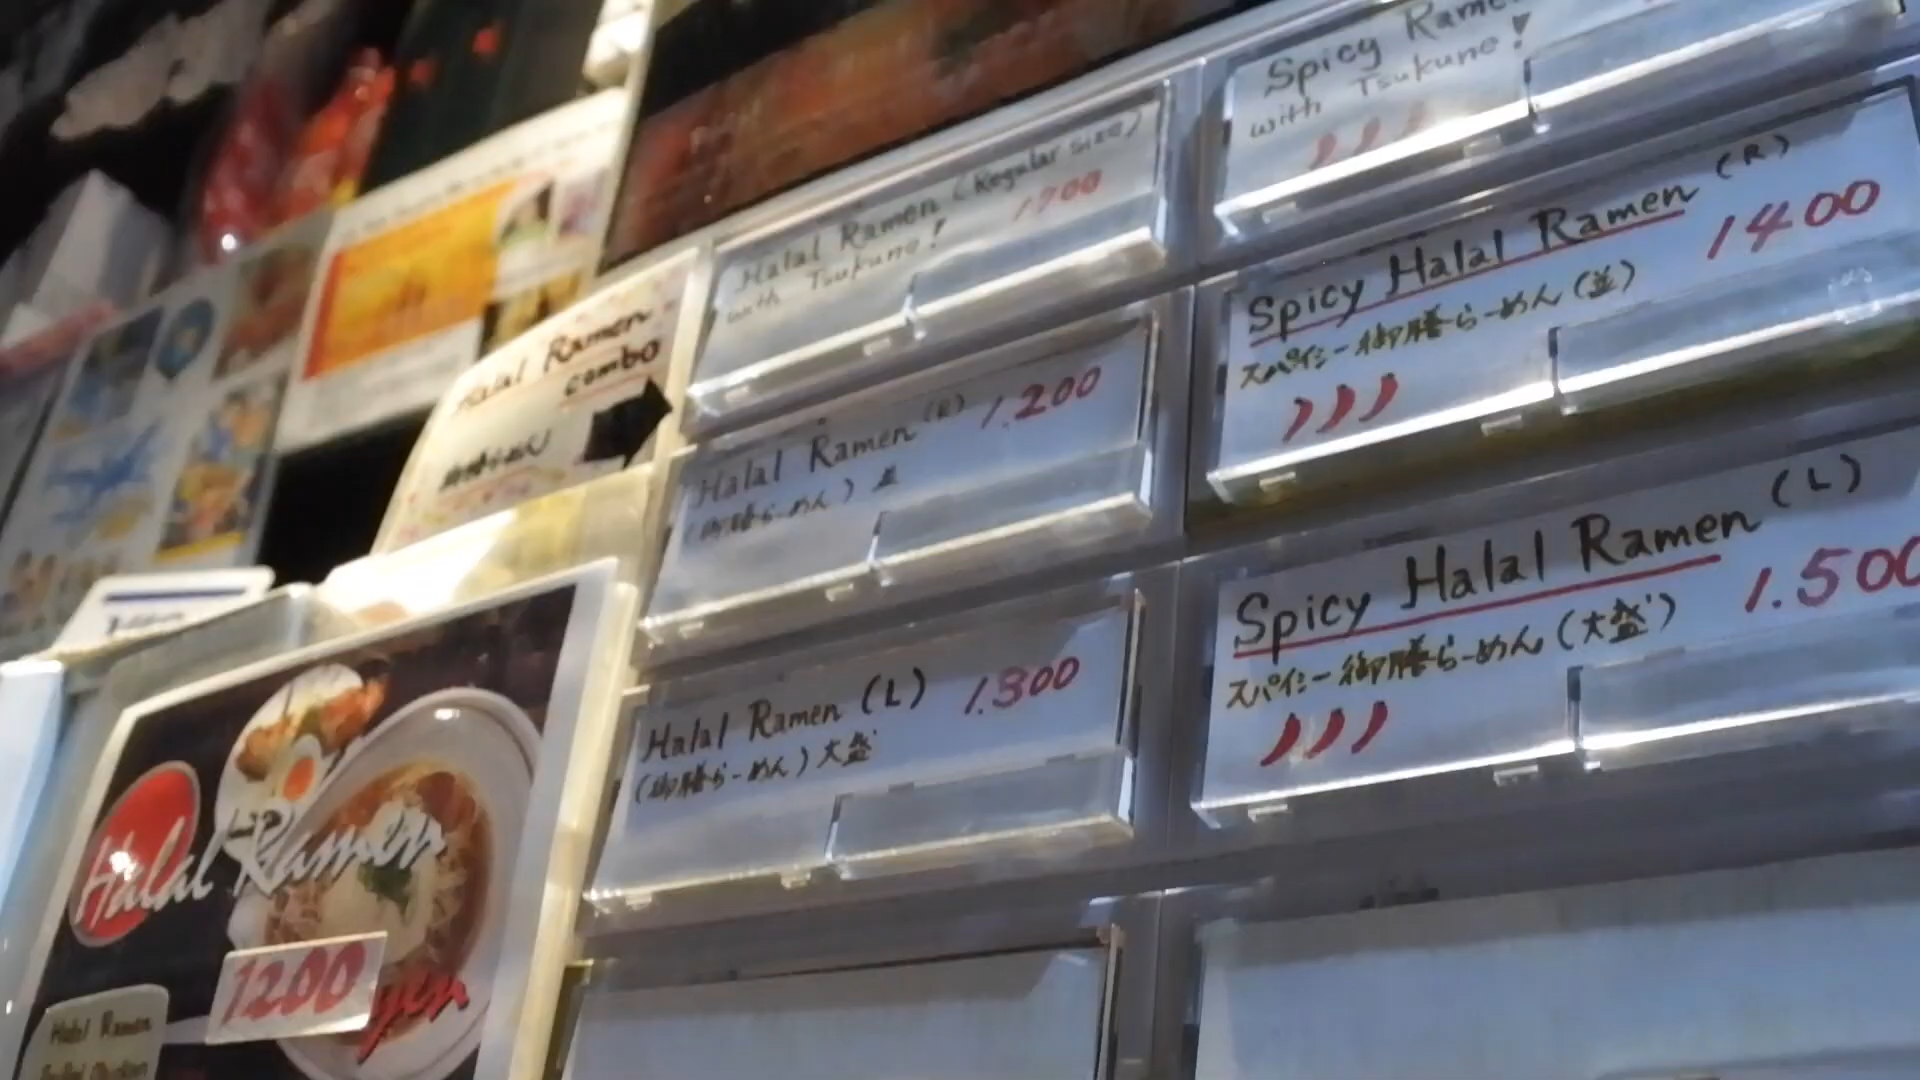 Spicy Ramen
with Tsukune!
Halal Ramen (Regular size)
with Tsukune! 1700
Spicy Halal Ramen (R)
スパイシー御膳らーめん(並) 1400
Halal Ramen
combo
御膳らーめん
Halal Ramen (R) 1.200
(御膳らーめん) 並
Spicy Halal Ramen (L)
スパイシー御膳らーめん(大盛) 1.500
Halal Ramen (L) 1.300
(御膳らーめん) 大盛
Halal Ramen
1200 yen
Halal Ramen